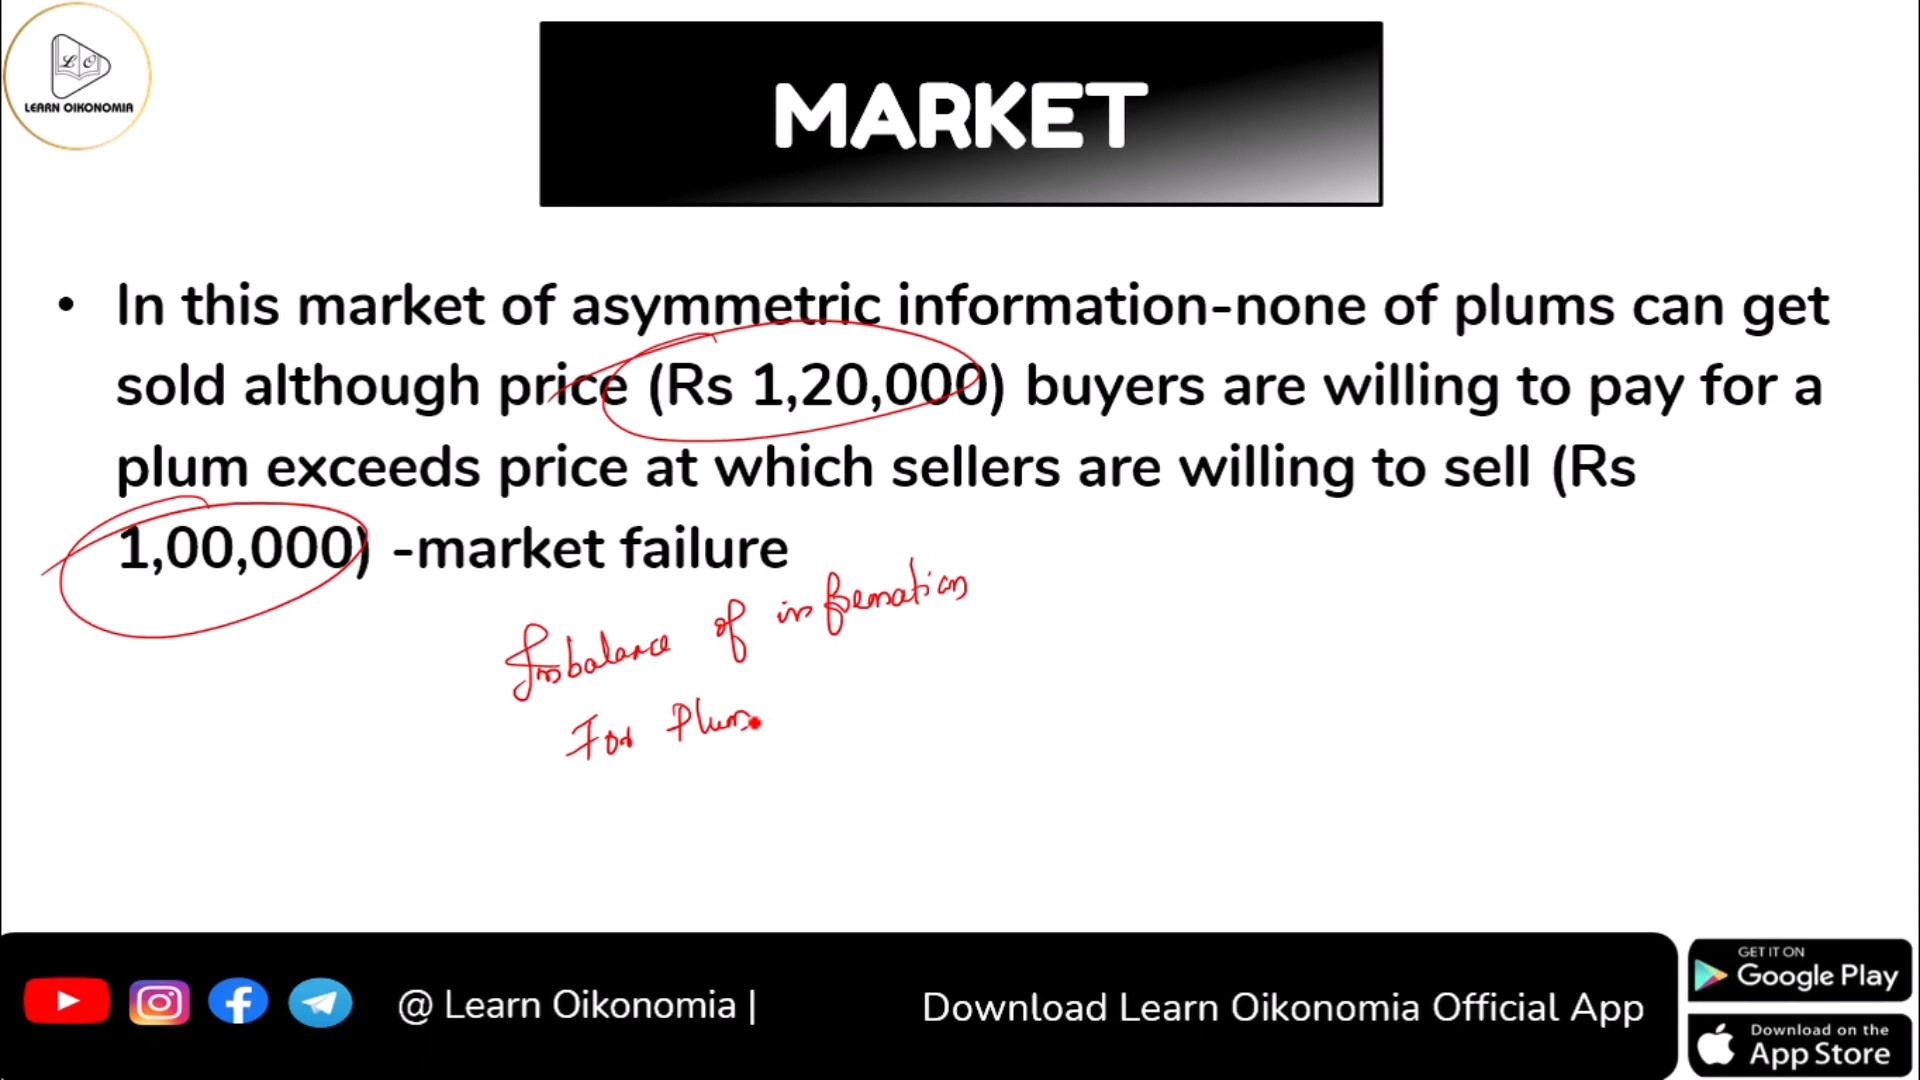 LO
LEARN OIKONOMIA
MARKET
• In this market of asymmetric information-none of plums can get
sold although price (Rs 1,20,000) buyers are willing to pay for a
plum exceeds price at which sellers are willing to sell (Rs
1,00,000) -market failure
Imbalance of information
For Plum
@ Learn Oikonomia |
Download Learn Oikonomia Official App
GET IT ON
Google Play
Download on the
App Store